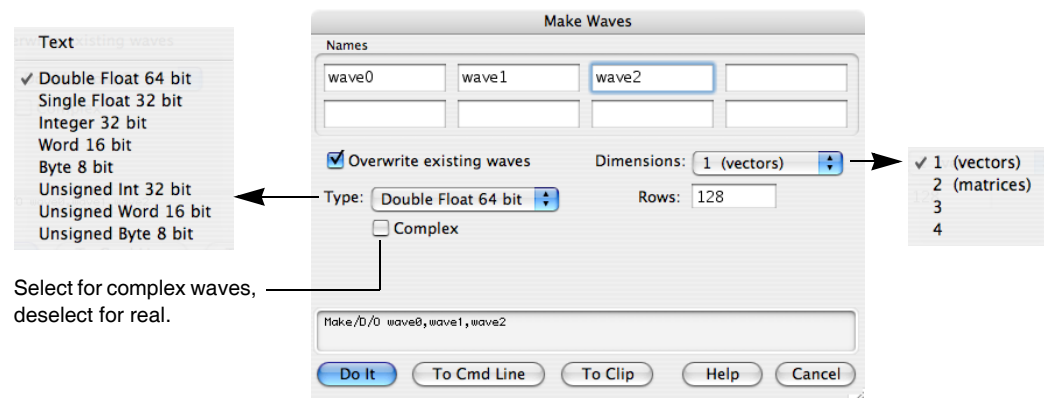 Make Waves
Names
wave0
wave1
wave2
Overwrite existing waves
Dimensions: 1 (vectors)
Type: Double Float 64 bit
Rows: 128
Complex
Make/D/O wave0,wave1,wave2
Do It
To Cmd Line
To Clip
Help
Cancel
Text
✓ Double Float 64 bit
Single Float 32 bit
Integer 32 bit
Word 16 bit
Byte 8 bit
Unsigned Int 32 bit
Unsigned Word 16 bit
Unsigned Byte 8 bit
Select for complex waves,
deselect for real.
✓ 1 (vectors)
2 (matrices)
3
4